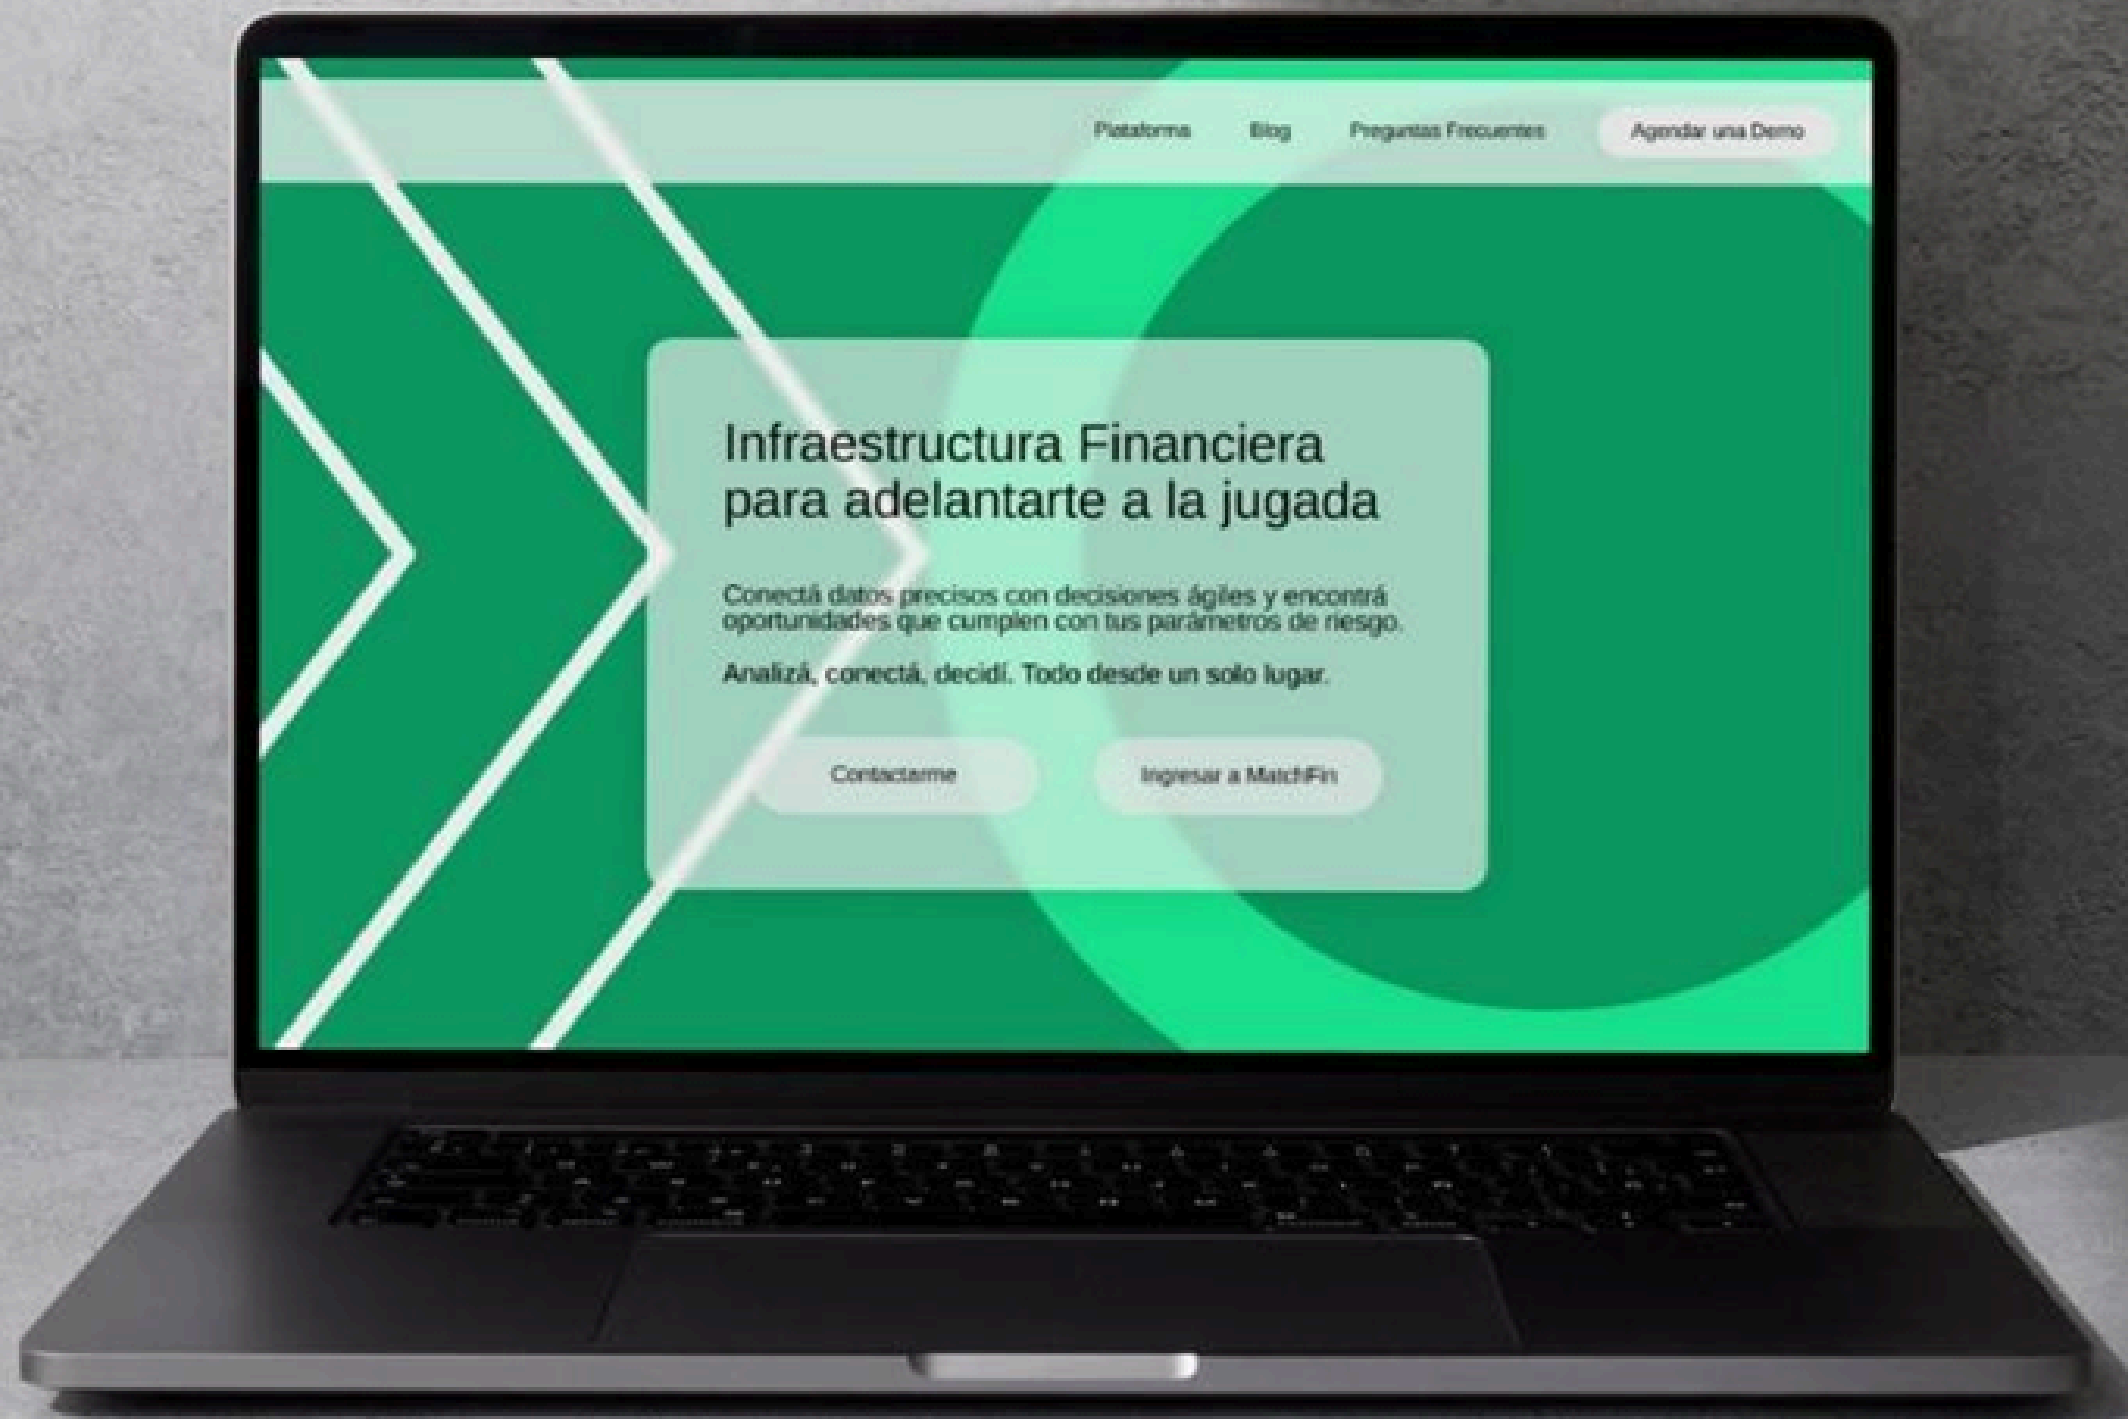 Plataforma
Blog
Preguntas Frecuentes
Agendar una Demo
Infraestructura Financiera
para adelantarte a la jugada
Conectá datos precisos con decisiones ágiles y encontrá
oportunidades que cumplen con tus parámetros de riesgo.
Analizá, conectá, decidí. Todo desde un solo lugar.
Contactarme
Ingresar a MatchFin